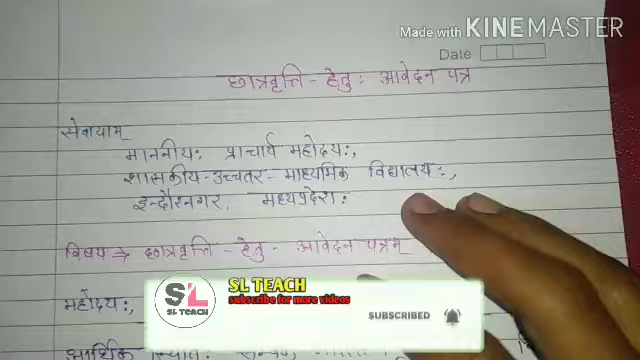 Made with KINEMASTER
Date
छात्रवृत्ति - हेतुः आवेदन पत्र
सेवायाम्
माननीयः प्राचार्य महोदयः,
शासकीय - उच्चतर - माध्यमिक विद्यालयः,
इन्दौरनगर, मध्यप्रदेशः
विषय ⇒ छात्रवृत्ति - हेतु - आवेदन पत्रम्
महोदयः,
SL TEACH
subscribe for more videos
SL
SL TEACH
SUBSCRIBED
आर्थिक स्थितिः